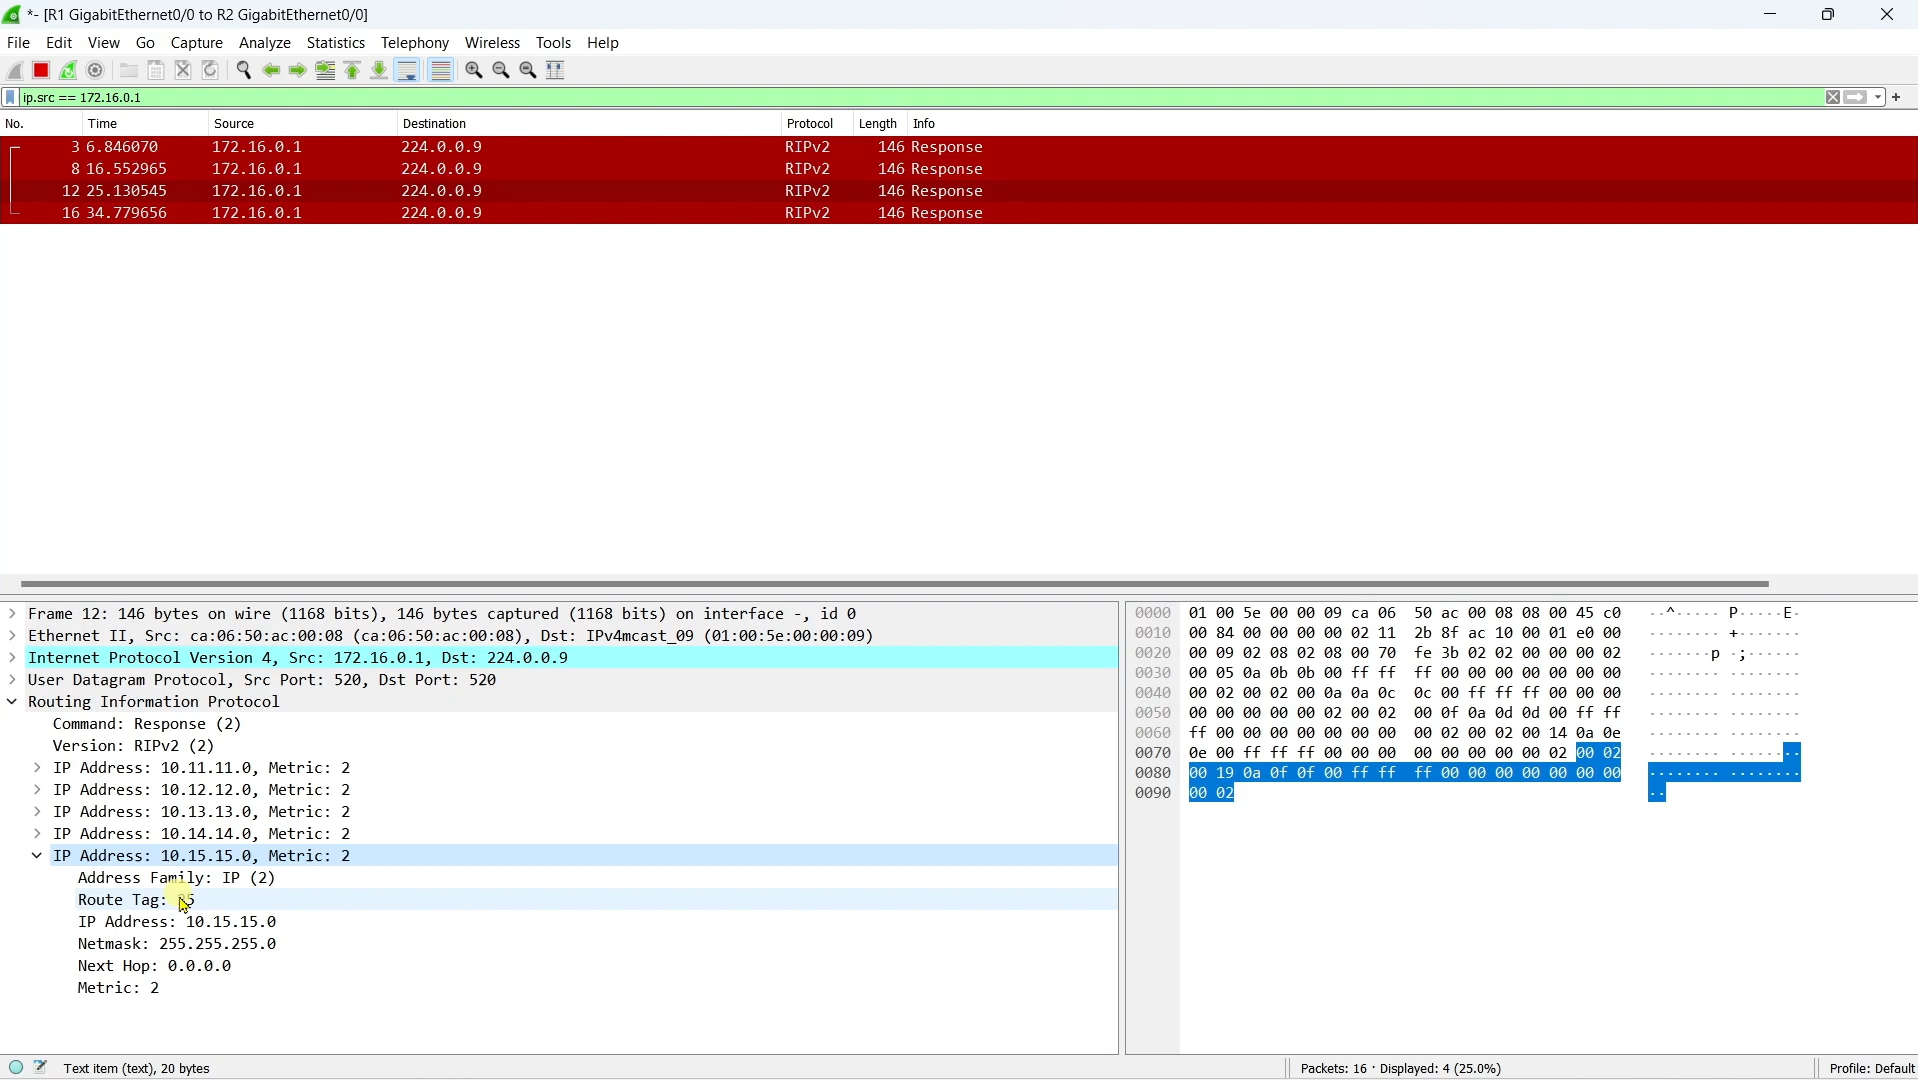 *- [R1 GigabitEthernet0/0 to R2 GigabitEthernet0/0]
File Edit View Go Capture Analyze Statistics Telephony Wireless Tools Help
ip.src == 172.16.0.1
No. Time Source Destination Protocol Length Info
3 6.846070 172.16.0.1 224.0.0.9 RIPv2 146 Response
8 16.552965 172.16.0.1 224.0.0.9 RIPv2 146 Response
12 25.130545 172.16.0.1 224.0.0.9 RIPv2 146 Response
16 34.779656 172.16.0.1 224.0.0.9 RIPv2 146 Response
Frame 12: 146 bytes on wire (1168 bits), 146 bytes captured (1168 bits) on interface -, id 0
Ethernet II, Src: ca:06:50:ac:00:08 (ca:06:50:ac:00:08), Dst: IPv4mcast_09 (01:00:5e:00:00:09)
Internet Protocol Version 4, Src: 172.16.0.1, Dst: 224.0.0.9
User Datagram Protocol, Src Port: 520, Dst Port: 520
Routing Information Protocol
Command: Response (2)
Version: RIPv2 (2)
IP Address: 10.11.11.0, Metric: 2
IP Address: 10.12.12.0, Metric: 2
IP Address: 10.13.13.0, Metric: 2
IP Address: 10.14.14.0, Metric: 2
IP Address: 10.15.15.0, Metric: 2
Address Family: IP (2)
Route Tag:
IP Address: 10.15.15.0
Netmask: 255.255.255.0
Next Hop: 0.0.0.0
Metric: 2
0000 01 00 5e 00 00 09 ca 06 50 ac 00 08 08 00 45 c0 ··^····· P·····E·
0010 00 84 00 00 00 00 02 11 2b 8f ac 10 00 01 e0 00 ········ +·······
0020 00 09 02 08 02 08 00 70 fe 3b 02 02 00 00 00 02 ·······p ·;······
0030 00 05 0a 0b 0b 00 ff ff ff 00 00 00 00 00 00 00 ········ ········
0040 00 02 00 02 00 0a 0a 0c 0c 00 ff ff ff 00 00 00 ········ ········
0050 00 00 00 00 00 02 00 02 00 0f 0a 0d 0d 00 ff ff ········ ········
0060 ff 00 00 00 00 00 00 00 00 02 00 02 00 14 0a 0e ········ ········
0070 0e 00 ff ff ff 00 00 00 00 00 00 00 00 02 00 02 ········ ········
0080 00 19 0a 0f 0f 00 ff ff ff 00 00 00 00 00 00 00 ········ ········
0090 00 02 ··
Text item (text), 20 bytes Packets: 16 · Displayed: 4 (25.0%) Profile: Default